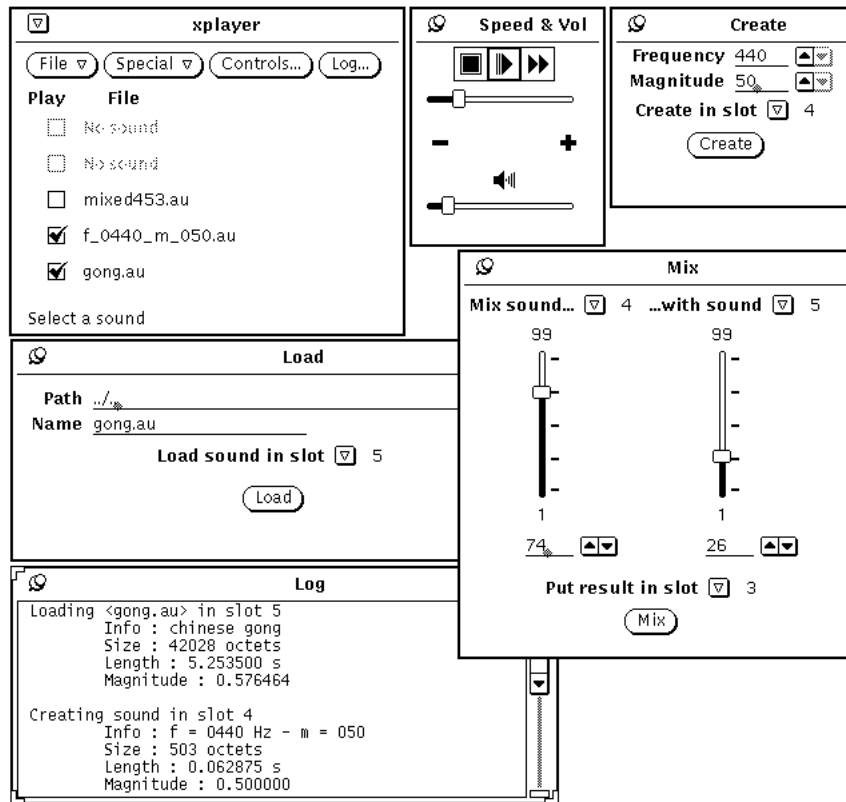 xplayer
File Special Controls... Log...
Play File
No sound
No sound
mixed453.au
f_0440_m_050.au
gong.au
Select a sound
Speed & Vol
- +
Create
Frequency 440
Magnitude 50
Create in slot 4
Create
Load
Path ../..
Name gong.au
Load sound in slot 5
Load
Mix
Mix sound... 4 ...with sound 5
99 99
1 1
74 26
Put result in slot 3
Mix
Log
Loading <gong.au> in slot 5
Info : chinese gong
Size : 42028 octets
Length : 5.253500 s
Magnitude : 0.576464
Creating sound in slot 4
Info : f = 0440 Hz - m = 050
Size : 503 octets
Length : 0.062875 s
Magnitude : 0.500000